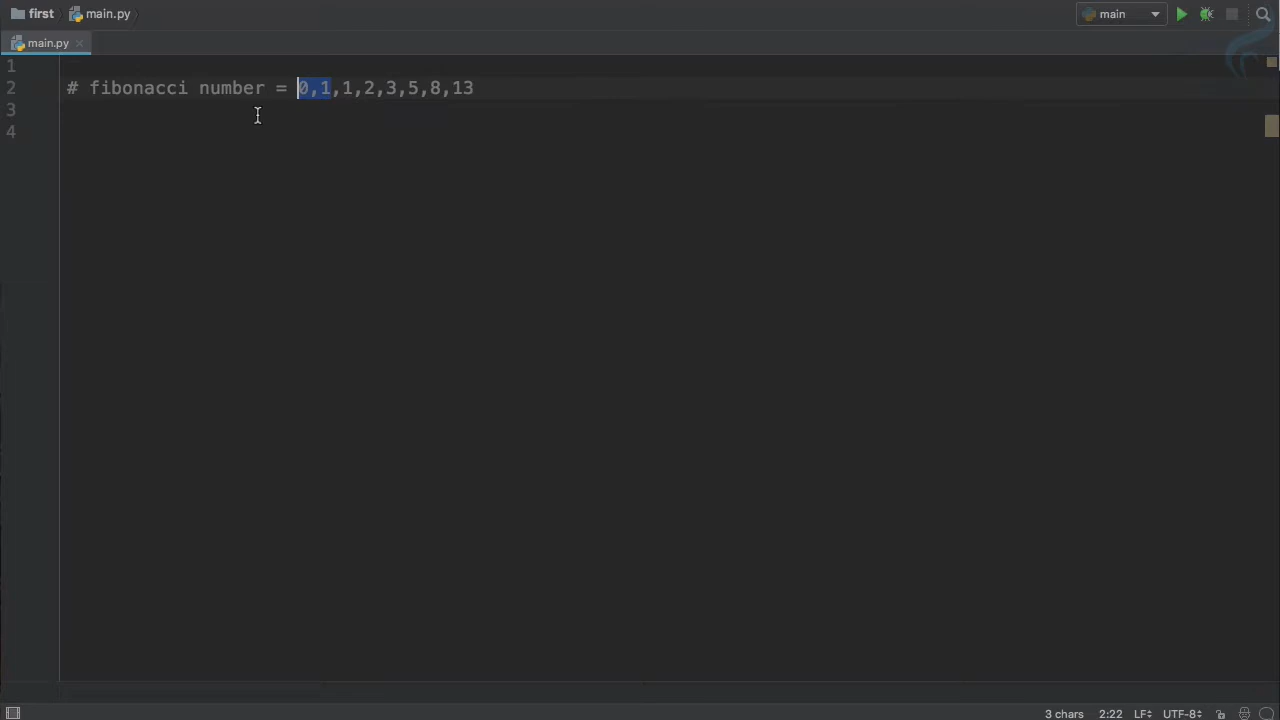 first main.py main
main.py
1
2 # fibonacci number = 0,1,1,2,3,5,8,13
3
4
3 chars 2:22 LF UTF-8